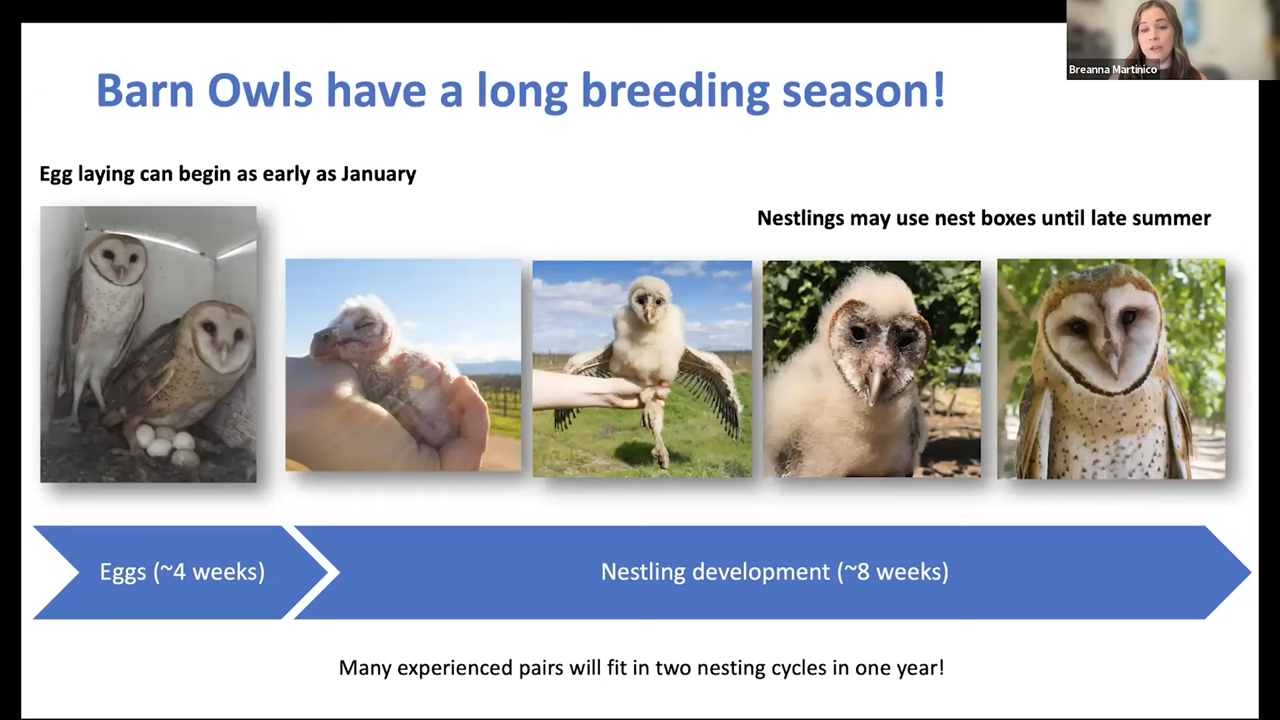 Breanna Martinico
Barn Owls have a long breeding season!
Egg laying can begin as early as January
Nestlings may use nest boxes until late summer
Eggs (~4 weeks)
Nestling development (~8 weeks)
Many experienced pairs will fit in two nesting cycles in one year!